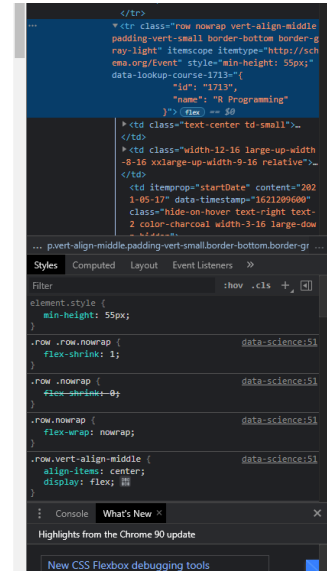 </tr>
... ▼<tr class="row nowrap vert-align-middle
padding-vert-small border-bottom border-g
ray-light" itemscope itemtype="http://sch
ema.org/Event" style="min-height: 55px;"
data-lookup-course-1713="{
"id": "1713",
"name": "R Programming"
}"> flex == $0
▶<td class="text-center td-small">…
</td>
▶<td class="width-12-16 large-up-width
-8-16 xxlarge-up-width-9-16 relative">…
</td>
<td itemprop="startDate" content="202
1-05-17" data-timestamp="1621209600"
class="hide-on-hover text-right text-
2 color-charcoal width-3-16 large-dow
... p.vert-align-middle.padding-vert-small.border-bottom.border-gr ...
Styles Computed Layout Event Listeners »
Filter :hov .cls +
element.style {
min-height: 55px;
}
.row .row.nowrap { data-science:51
flex-shrink: 1;
}
.row .nowrap { data-science:51
flex-shrink: 0;
}
.row.nowrap { data-science:51
flex-wrap: nowrap;
}
.row.vert-align-middle { data-science:51
align-items: center;
display: flex;
}
⋮ Console What's New × ×
Highlights from the Chrome 90 update
New CSS Flexbox debugging tools